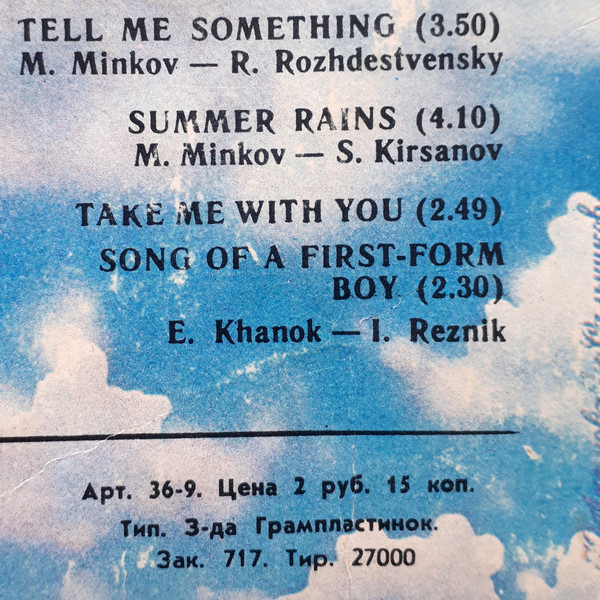 TELL ME SOMETHING (3.50)
M. Minkov — R. Rozhdestvensky
SUMMER RAINS (4.10)
M. Minkov — S. Kirsanov
TAKE ME WITH YOU (2.49)
SONG OF A FIRST-FORM
BOY (2.30)
E. Khanok — I. Reznik
Арт. 36-9. Цена 2 руб. 15 коп.
Тип. З-да Грампластинок.
Зак. 717. Тир. 27000